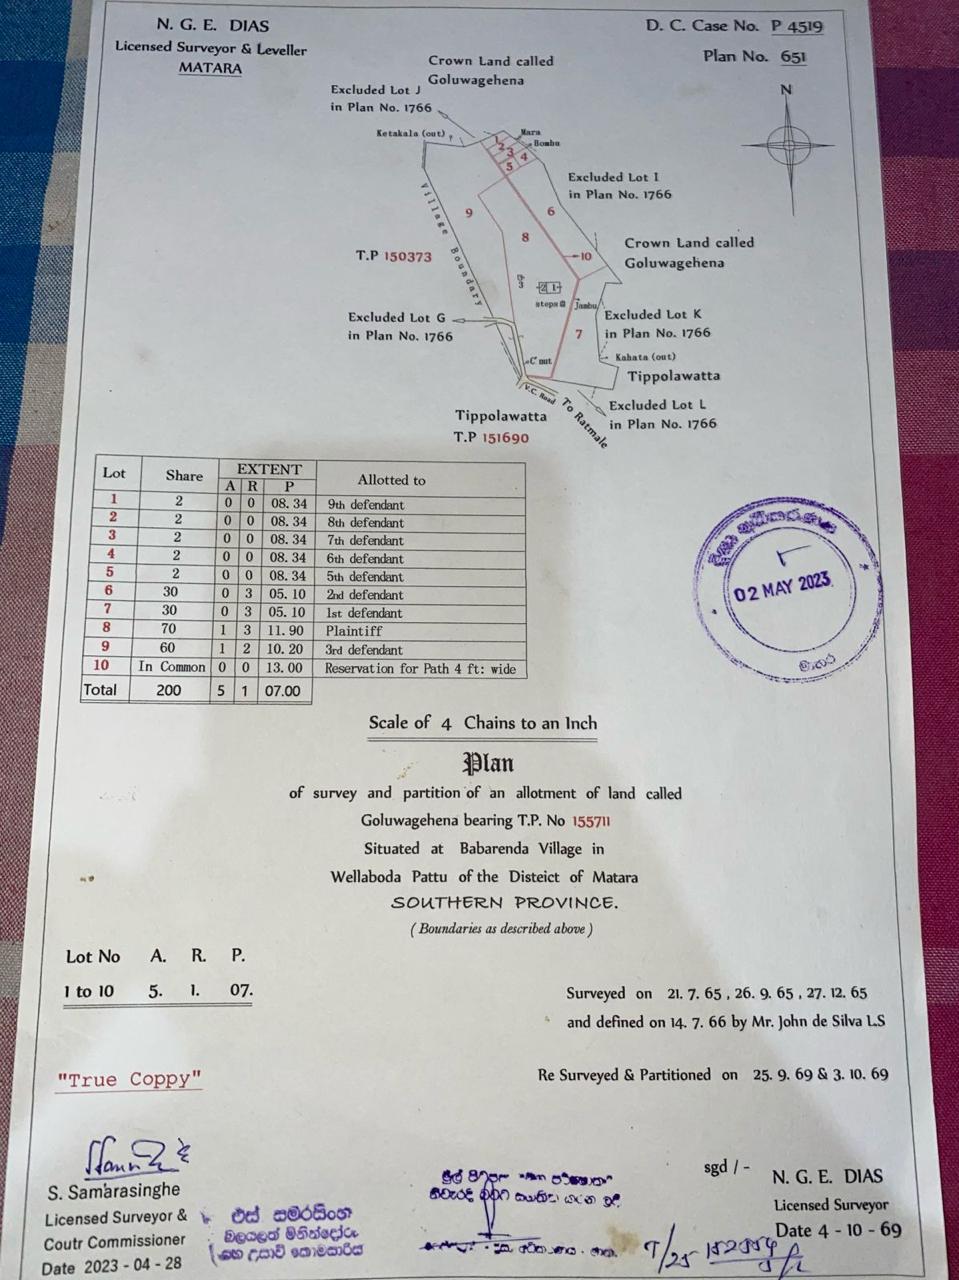 N. G. E. DIAS
Licensed Surveyor & Leveller
MATARA
D. C. Case No. P 4519
Plan No. 651
Crown Land called
Goluwagehena
Excluded Lot J
in Plan No. 1766
N
Ketakala (out)
Mara
Bombu
1
2
3
4
5
Excluded Lot 1
in Plan No. 1766
Village Boundary
9
6
8
10
Crown Land called
Goluwagehena
T.P 150373
2 1
steps
Jambu
Excluded Lot G
in Plan No. 1766
Excluded Lot K
in Plan No. 1766
7
Kahata (out)
C' nut
Tippolawatta
V.C. Road
To Ratmale
Excluded Lot L
in Plan No. 1766
Tippolawatta
T.P 151690
Lot Share EXTENT Allotted to
A R P
1 2 0 0 08.34 9th defendant
2 2 0 0 08.34 8th defendant
3 2 0 0 08.34 7th defendant
4 2 0 0 08.34 6th defendant
5 2 0 0 08.34 5th defendant
6 30 0 3 05.10 2nd defendant
7 30 0 3 05.10 1st defendant
8 70 1 3 11.90 Plaintiff
9 60 1 2 10.20 3rd defendant
10 In Common 0 0 13.00 Reservation for Path 4 ft: wide
Total 200 5 1 07.00
02 MAY 2023
මාතර
Scale of 4 Chains to an Inch
Plan
of survey and partition of an allotment of land called
Goluwagehena bearing T.P. No 155711
Situated at Babarenda Village in
Wellaboda Pattu of the Disteict of Matara
SOUTHERN PROVINCE.
( Boundaries as described above )
Lot No A. R. P.
1 to 10 5. 1. 07.
Surveyed on 21. 7. 65 , 26. 9. 65 , 27. 12. 65
and defined on 14. 7. 66 by Mr. John de Silva L.S
"True Coppy"
Re Surveyed & Partitioned on 25. 9. 69 & 3. 10. 69
sgd / -
N. G. E. DIAS
Licensed Surveyor
Date 4 - 10 - 69
S. Samarasinghe
Licensed Surveyor &
Coutr Commissioner
Date 2023 - 04 - 28
එස් සමරසිංහ
බලයලත් මිනින්දෝරු
සහ උසාවි කොමසාරිස්